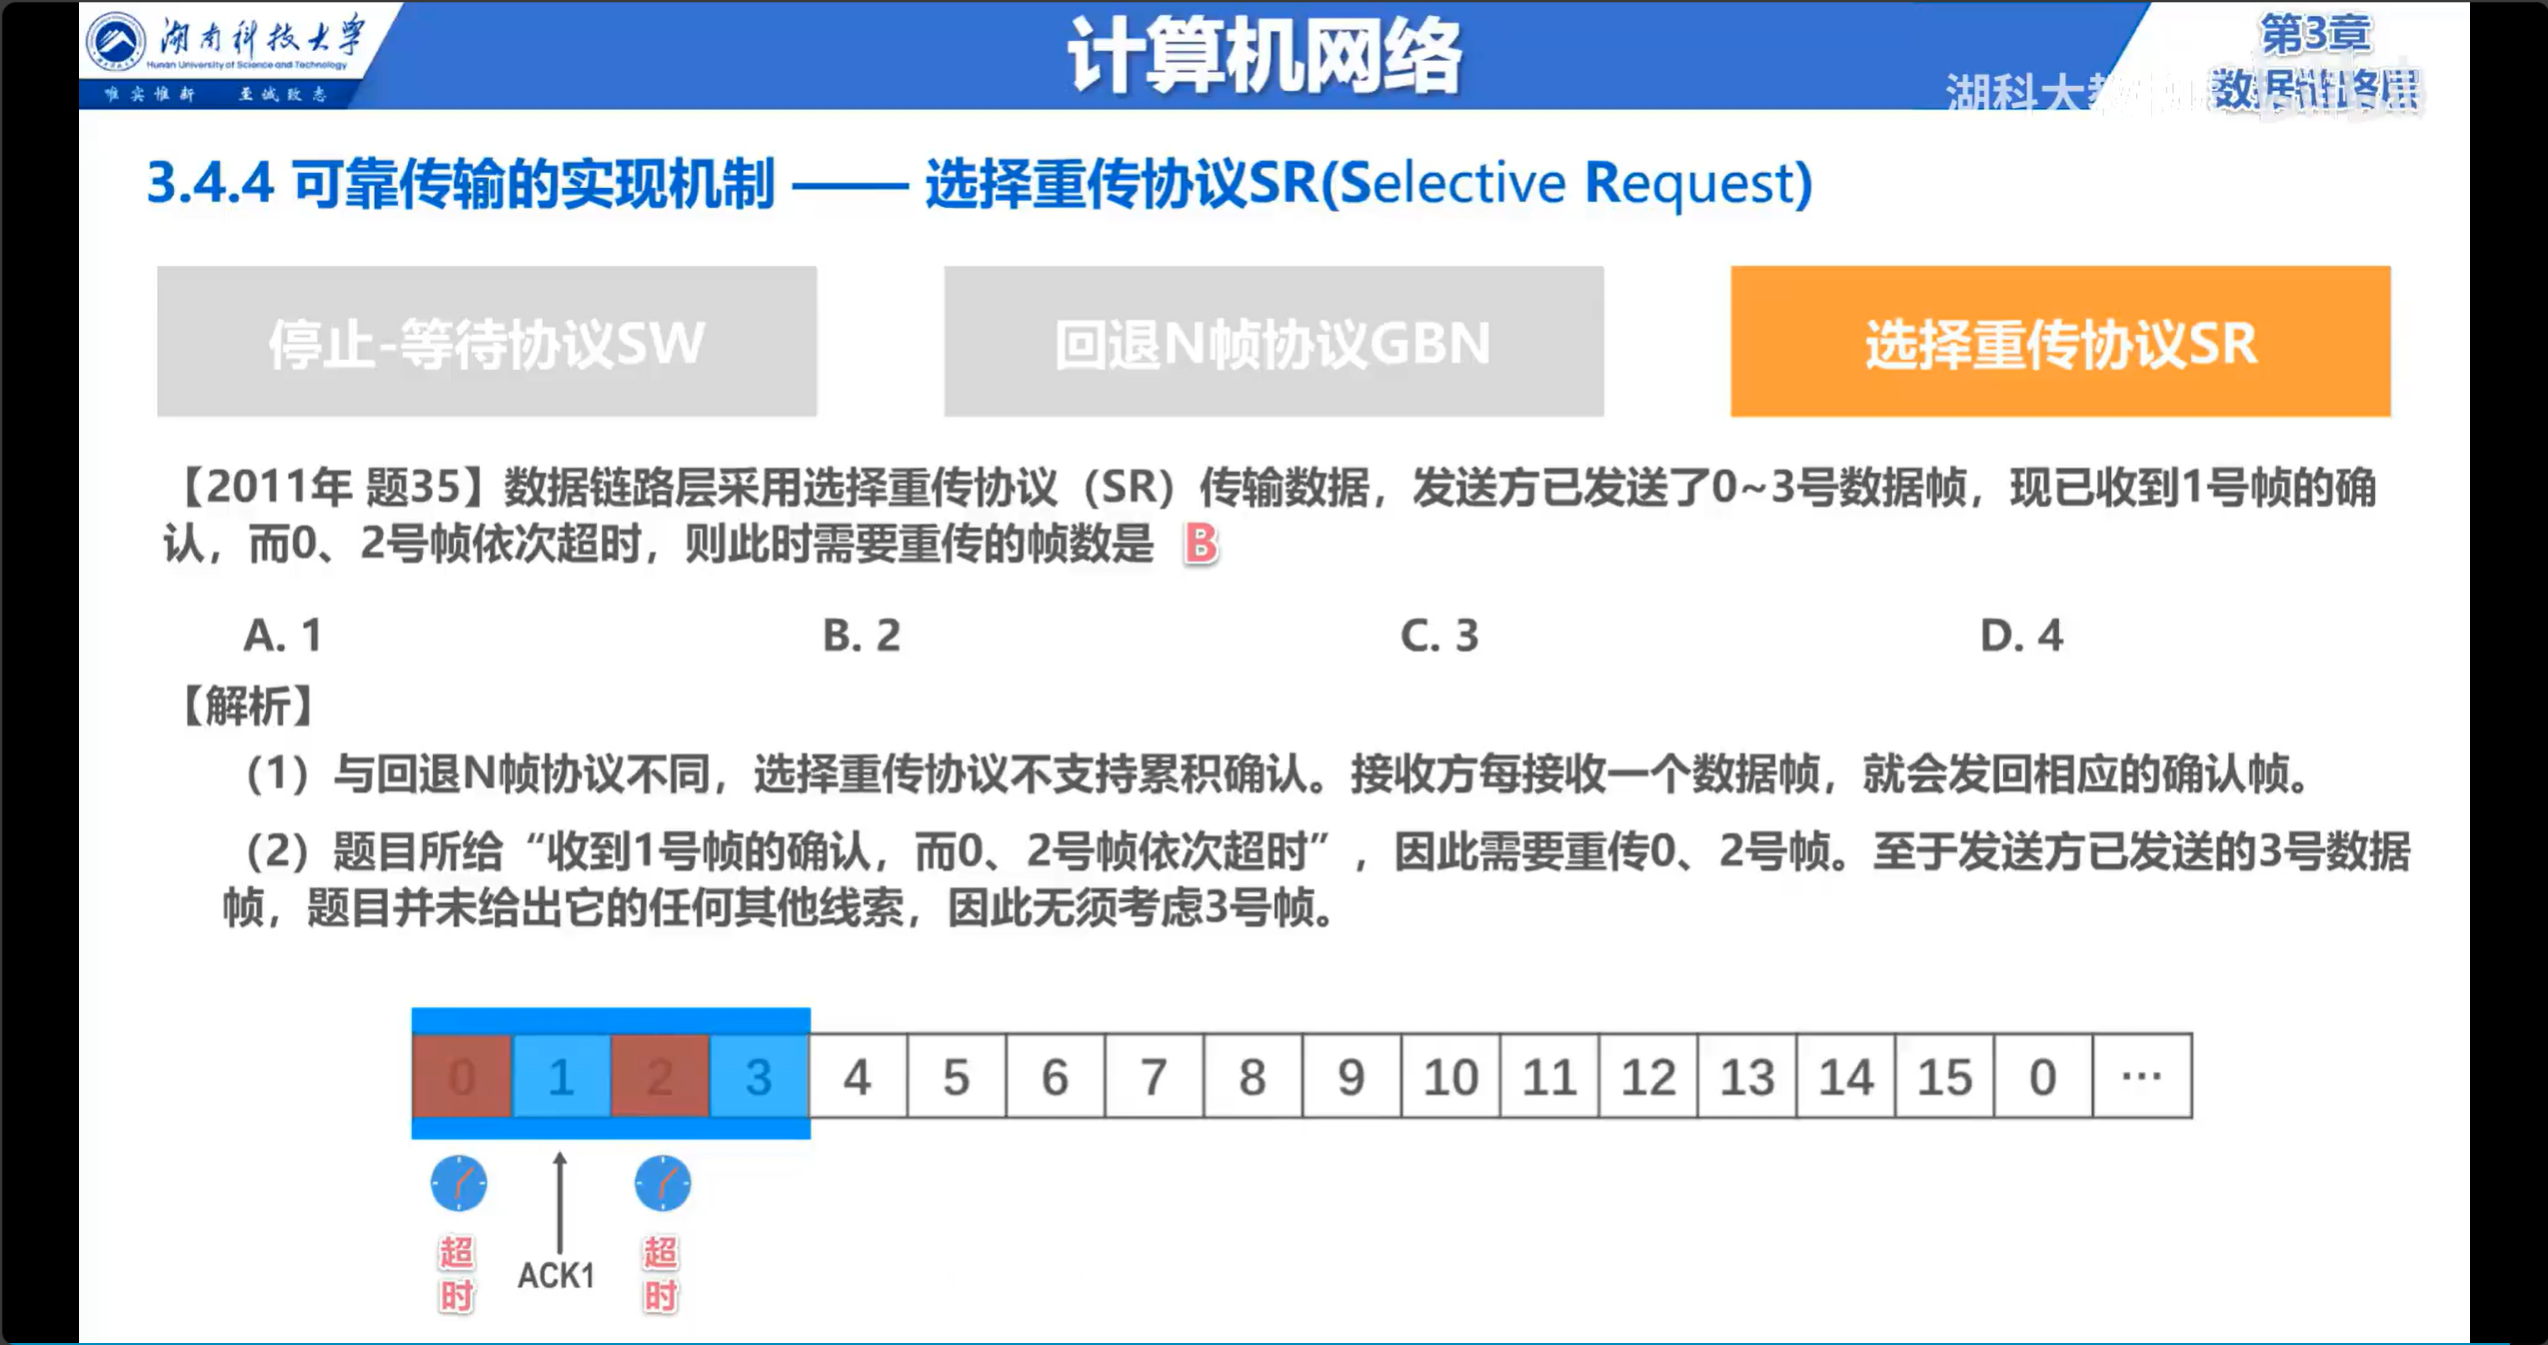 湖南科技大学
Hunan University of Science and Technology
唯实惟新 至诚致志
计算机网络
第3章
数据链路层
湖科大教
3.4.4 可靠传输的实现机制 —— 选择重传协议SR(Selective Request)
停止-等待协议SW
回退N帧协议GBN
选择重传协议SR
【2011年 题35】数据链路层采用选择重传协议（SR）传输数据，发送方已发送了0~3号数据帧，现已收到1号帧的确
认，而0、2号帧依次超时，则此时需要重传的帧数是 B
A. 1 B. 2 C. 3 D. 4
【解析】
（1）与回退N帧协议不同，选择重传协议不支持累积确认。接收方每接收一个数据帧，就会发回相应的确认帧。
（2）题目所给“收到1号帧的确认，而0、2号帧依次超时”，因此需要重传0、2号帧。至于发送方已发送的3号数据
帧，题目并未给出它的任何其他线索，因此无须考虑3号帧。
0 1 2 3 4 5 6 7 8 9 10 11 12 13 14 15 0 ···
超时
ACK1
超时